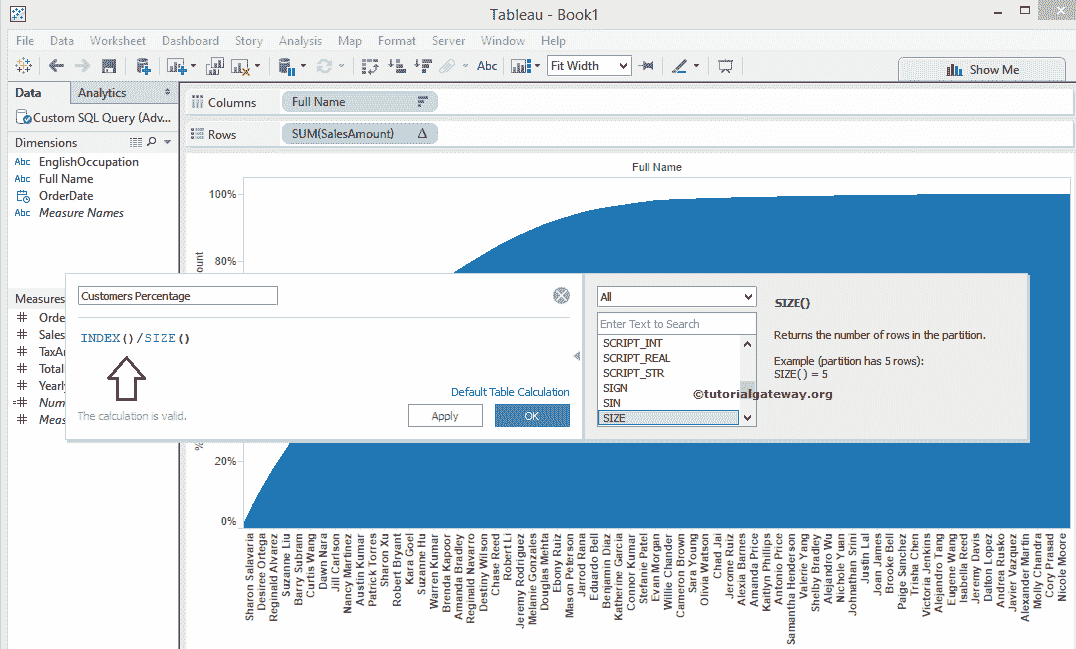 Tableau - Book1
File Data Worksheet Dashboard Story Analysis Map Format Server Window Help
Abc Fit Width Show Me
Data Analytics
Columns Full Name
Custom SQL Query (Adv...
Rows SUM(SalesAmount) Δ
Dimensions
Abc EnglishOccupation
Abc Full Name
OrderDate
Abc Measure Names
Full Name
100%
80%
ount
Customers Percentage
INDEX()/SIZE()
The calculation is valid.
Default Table Calculation
Apply OK
All
Enter Text to Search
SCRIPT_INT
SCRIPT_REAL
SCRIPT_STR
SIGN
SIN
SIZE
SIZE()
Returns the number of rows in the partition.
Example (partition has 5 rows):
SIZE() = 5
©tutorialgateway.org
Measures
# Orde
# Sales
# TaxAr
# Total
# Yearly
=# Num
# Meas
%
20%
0%
Sharon Salavaria
Desiree Ortega
Reginald Alvarez
Suzanne Liu
Barry Subram
Curtis Wang
Dawn Nara
Jill Carlson
Nancy Martinez
Austin Kumar
Patrick Torres
Sharon Xu
Robert Bryant
Kara Goel
Suzanne Hu
Warren Kumar
Brenda Kapoor
Amanda Bradley
Reginald Navarro
Destiny Wilson
Chase Reed
Robert Li
Jeremy Rodriguez
Melanie Gonzales
Douglas Mehta
Ebony Ruiz
Mason Peterson
Jarrod Rana
Eduardo Bell
Benjamin Diaz
Katherine Garcia
Connor Kumar
Stefanie Patel
Evan Morgan
Willie Chander
Cameron Brown
Sara Young
Olivia Watson
Chad Jai
Jerome Ruiz
Alexia Barnes
Amanda Price
Kaitlyn Phillips
Antonio Price
Samantha Henderson
Valerie Yang
Shelby Bradley
Alejandro Wu
Nichole Yuan
Johnathan Srini
Justin Lal
Joan James
Brooke Bell
Paige Sanchez
Trisha Chen
Victoria Jenkins
Alejandro Tang
Eugene Wang
Isabella Reed
Jeremy Davis
Dalton Lopez
Andrea Rusko
Javier Vazquez
Alexander Martin
Molly Chandra
Cory Prasad
Nicole Moore